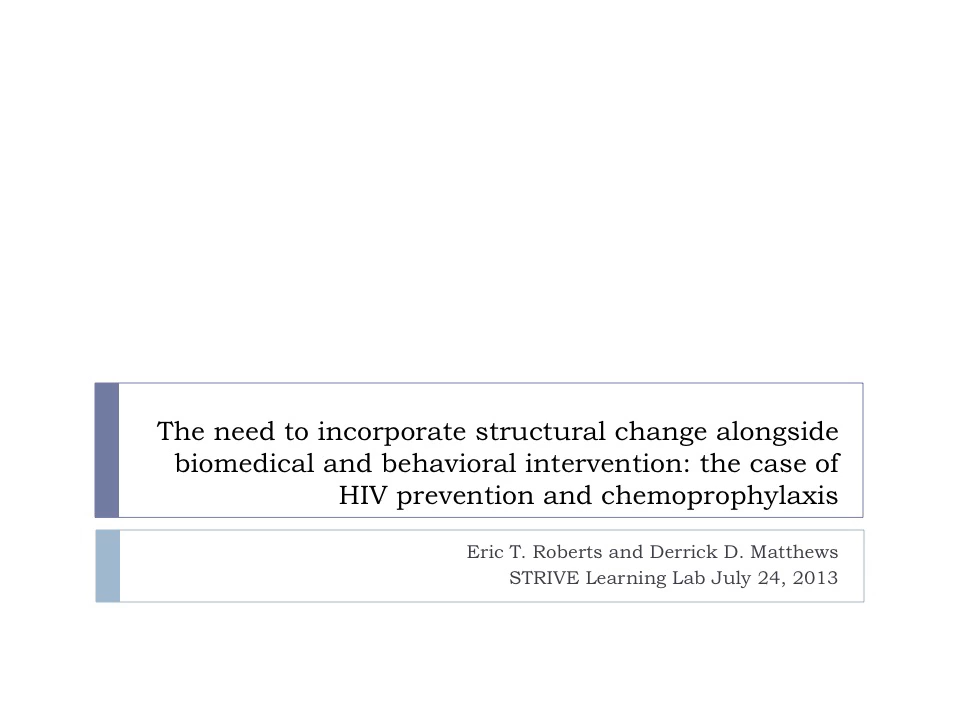 The need to incorporate structural change alongside
biomedical and behavioral intervention: the case of
HIV prevention and chemoprophylaxis
Eric T. Roberts and Derrick D. Matthews
STRIVE Learning Lab July 24, 2013